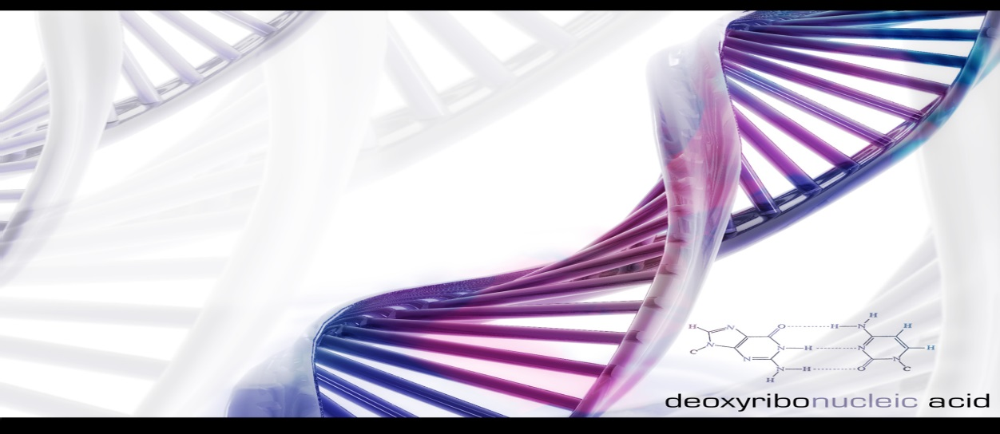 H N O H N H H
H
C N N H N H
N N O N C
N H
H
deoxyribonucleic acid